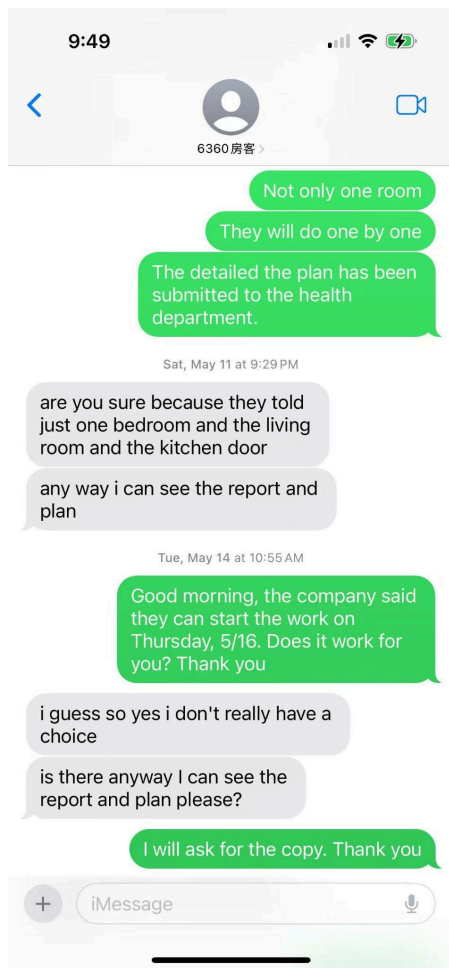 9:49
6360房客
Not only one room
They will do one by one
The detailed the plan has been
submitted to the health
department.
Sat, May 11 at 9:29 PM
are you sure because they told
just one bedroom and the living
room and the kitchen door
any way i can see the report and
plan
Tue, May 14 at 10:55 AM
Good morning, the company said
they can start the work on
Thursday, 5/16. Does it work for
you? Thank you
i guess so yes i don't really have a
choice
is there anyway I can see the
report and plan please?
I will ask for the copy. Thank you
iMessage